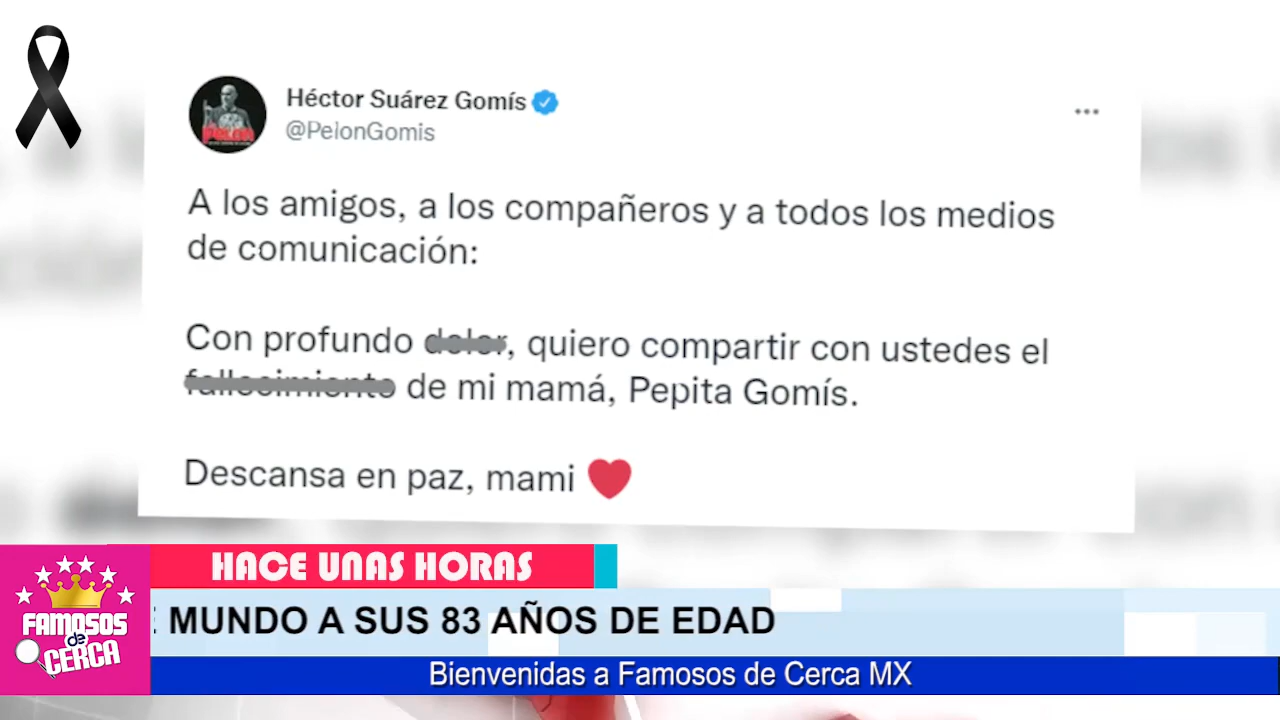 Héctor Suárez Gomís
@PelonGomis
A los amigos, a los compañeros y a todos los medios
de comunicación:
Con profundo dolor, quiero compartir con ustedes el
fallecimiento de mi mamá, Pepita Gomís.
Descansa en paz, mami
HACE UNAS HORAS
MUNDO A SUS 83 AÑOS DE EDAD
FAMOSOS
de
CERCA
Bienvenidas a Famosos de Cerca MX